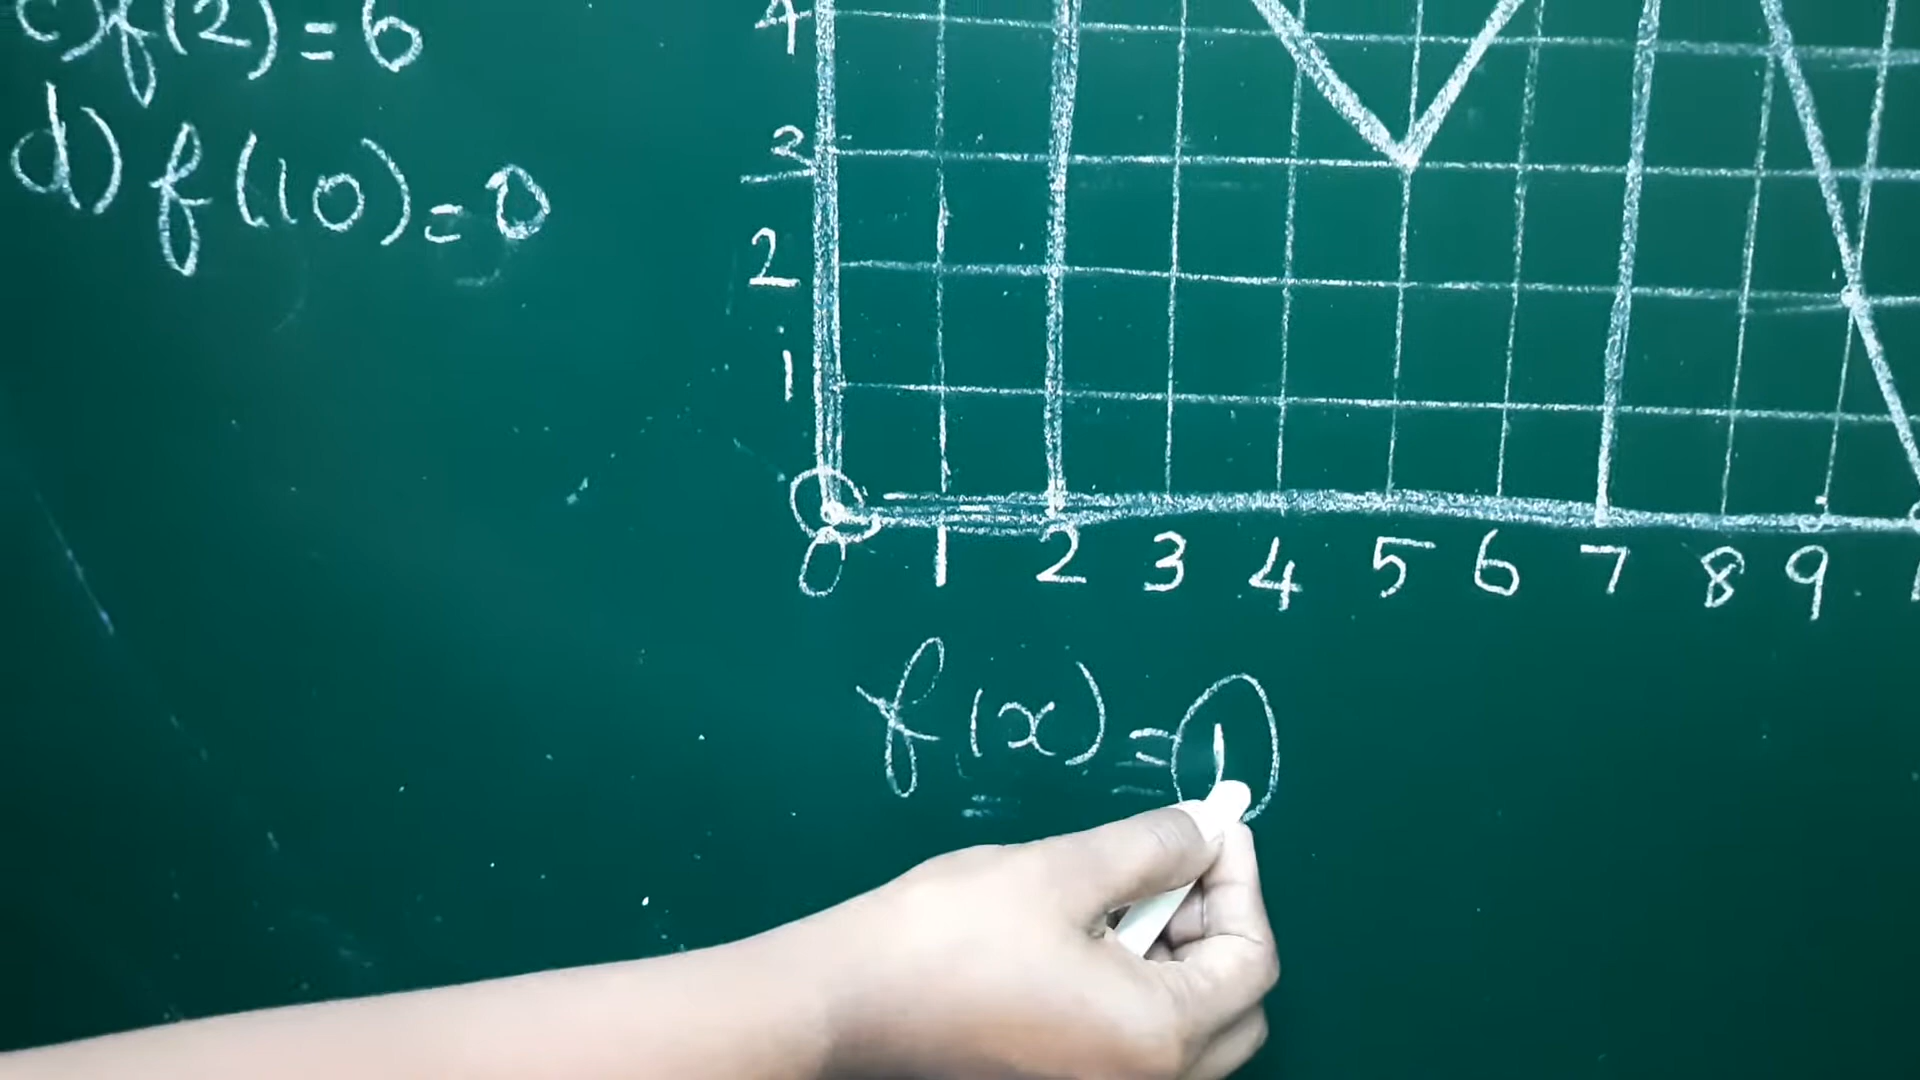 c) f(2) = 6
d) f(10) = 0
4
3
2
1
0 1 2 3 4 5 6 7 8 9
f(x) = 1